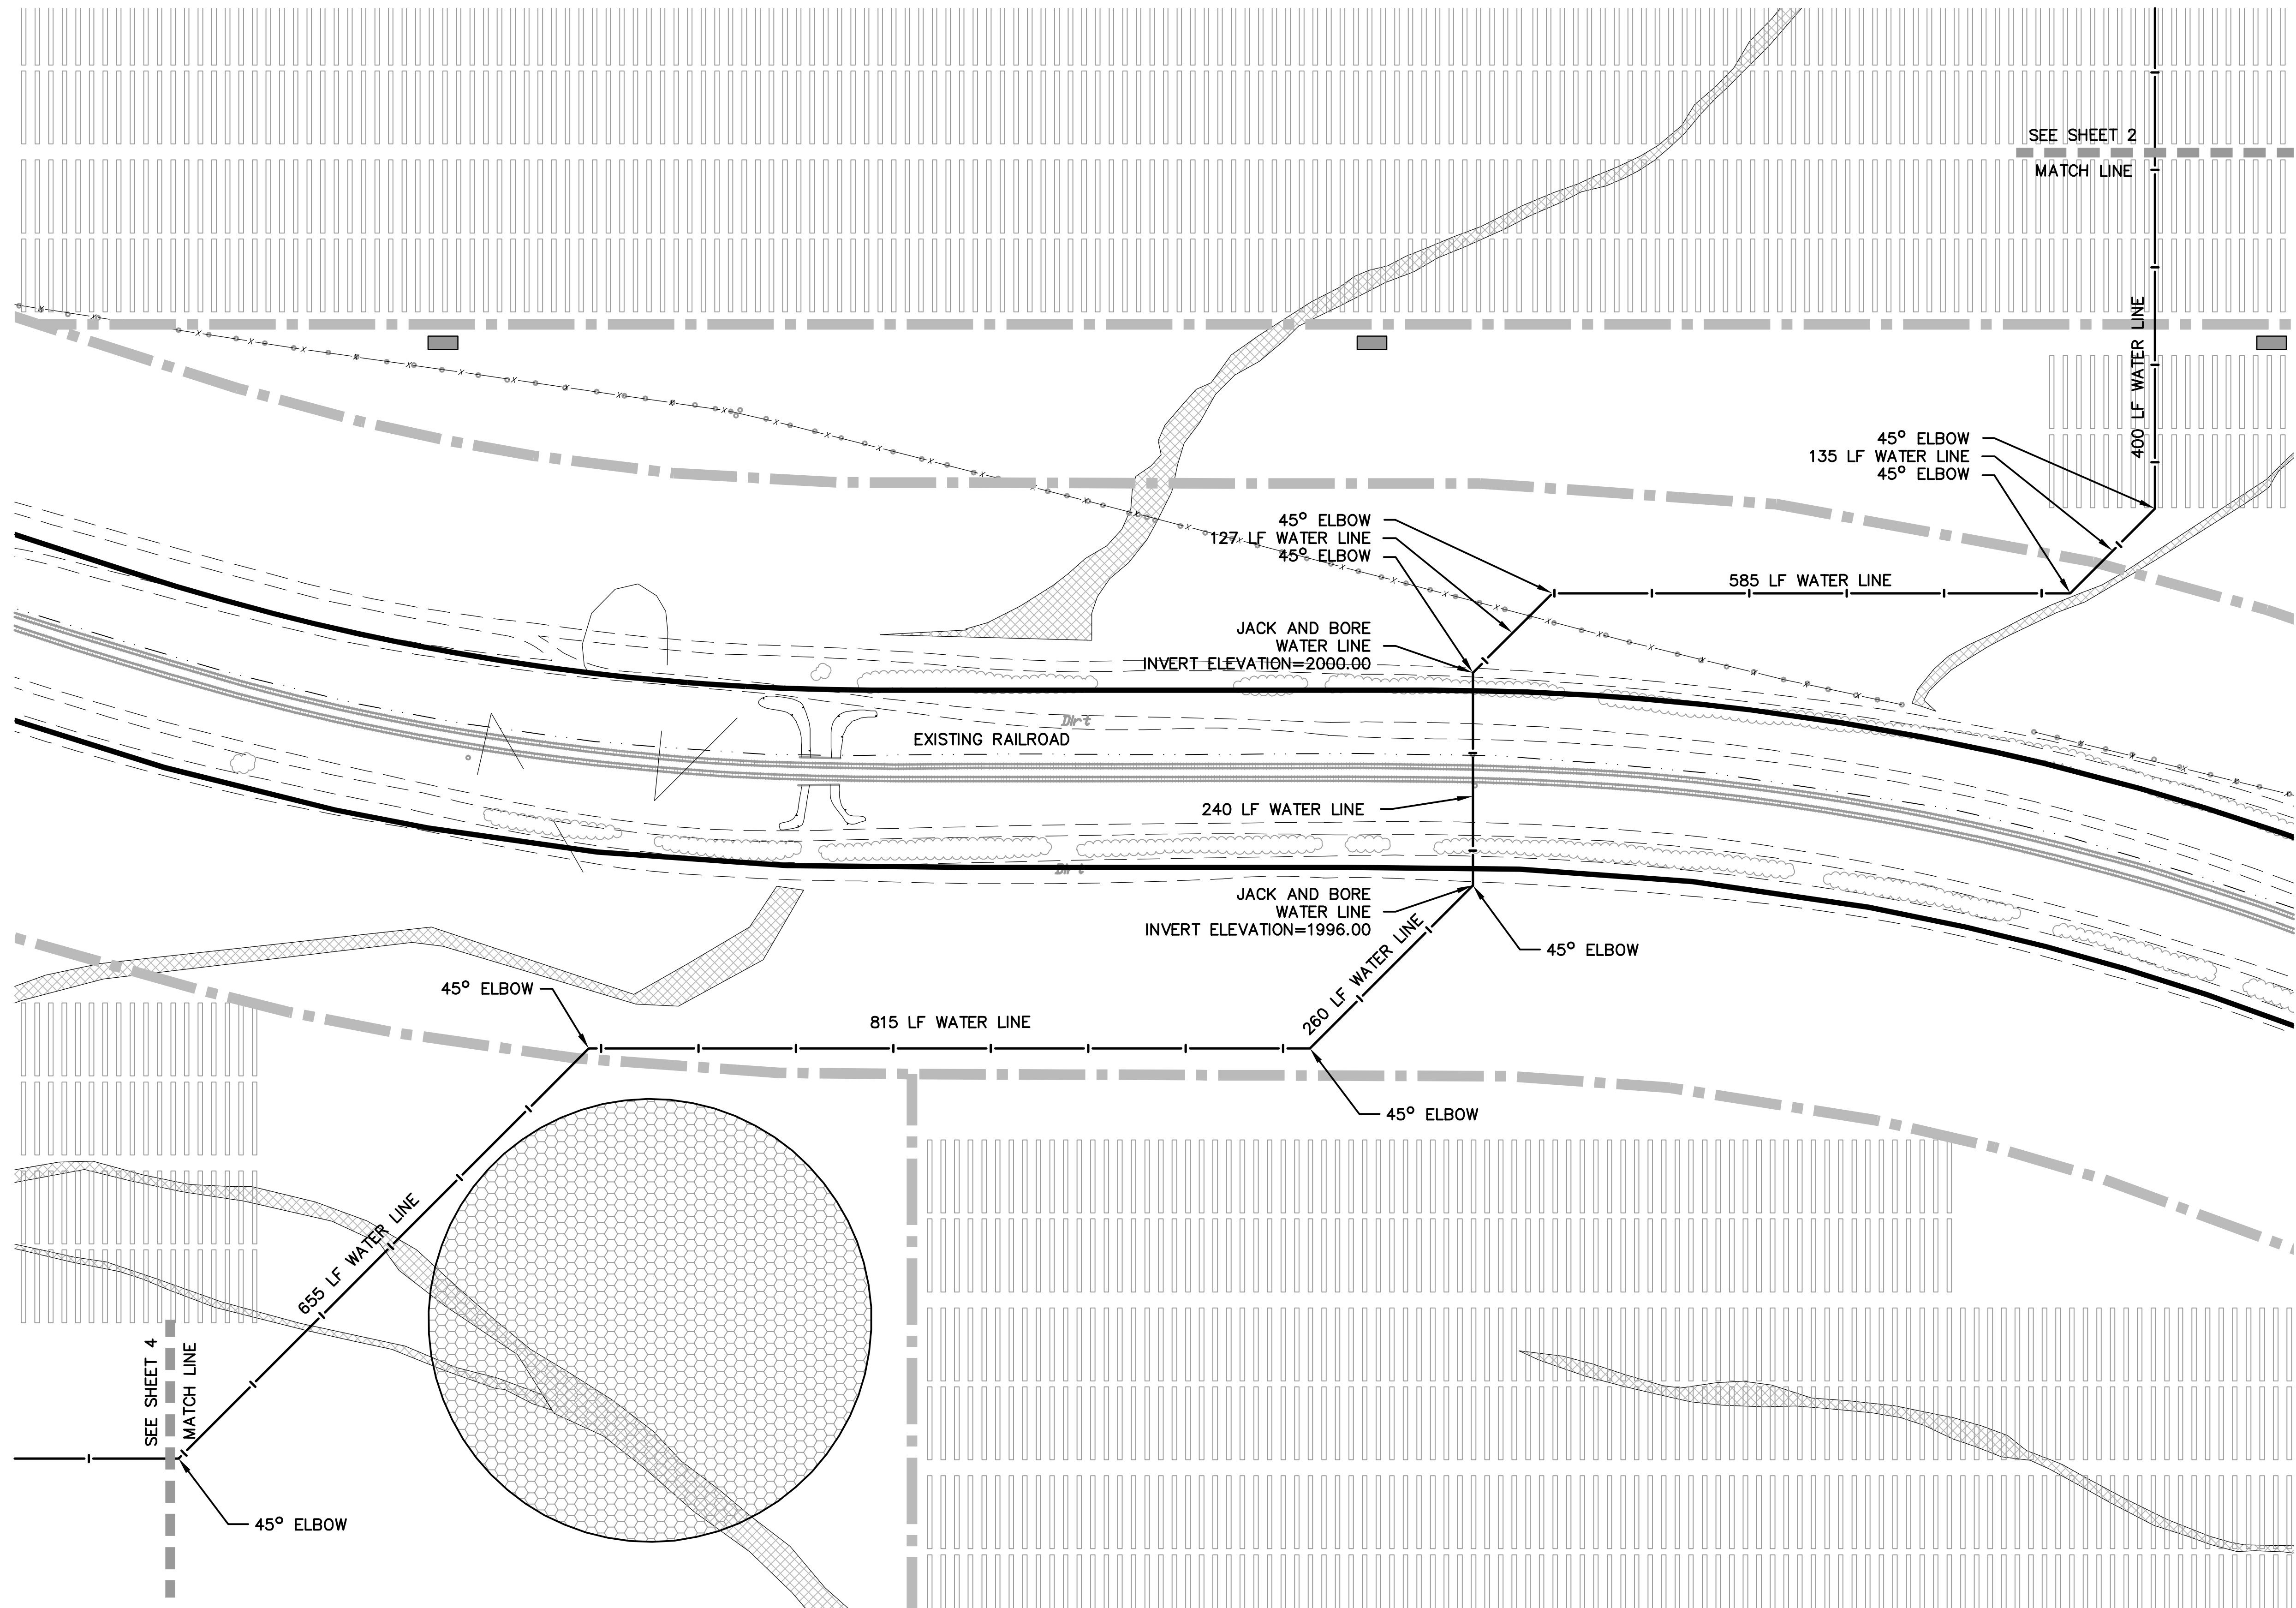 SEE SHEET 2
MATCH LINE
400 LF WATER LINE
45° ELBOW
135 LF WATER LINE
45° ELBOW
45° ELBOW
127 LF WATER LINE
45° ELBOW
585 LF WATER LINE
JACK AND BORE
WATER LINE
INVERT ELEVATION=2000.00
Dirt
EXISTING RAILROAD
240 LF WATER LINE
Dirt
JACK AND BORE
WATER LINE
INVERT ELEVATION=1996.00
45° ELBOW
260 LF WATER LINE
45° ELBOW
815 LF WATER LINE
45° ELBOW
655 LF WATER LINE
SEE SHEET 4
MATCH LINE
45° ELBOW